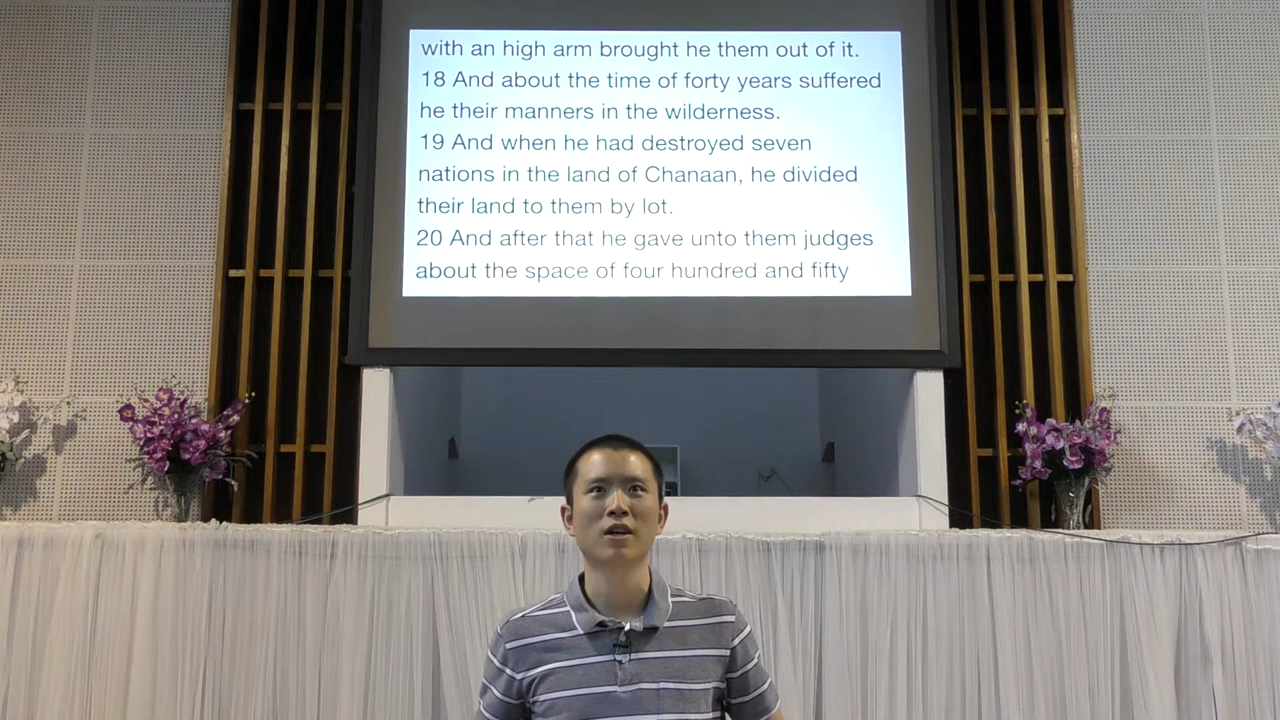 with an high arm brought he them out of it.
18 And about the time of forty years suffered
he their manners in the wilderness.
19 And when he had destroyed seven
nations in the land of Chanaan, he divided
their land to them by lot.
20 And after that he gave unto them judges
about the space of four hundred and fifty